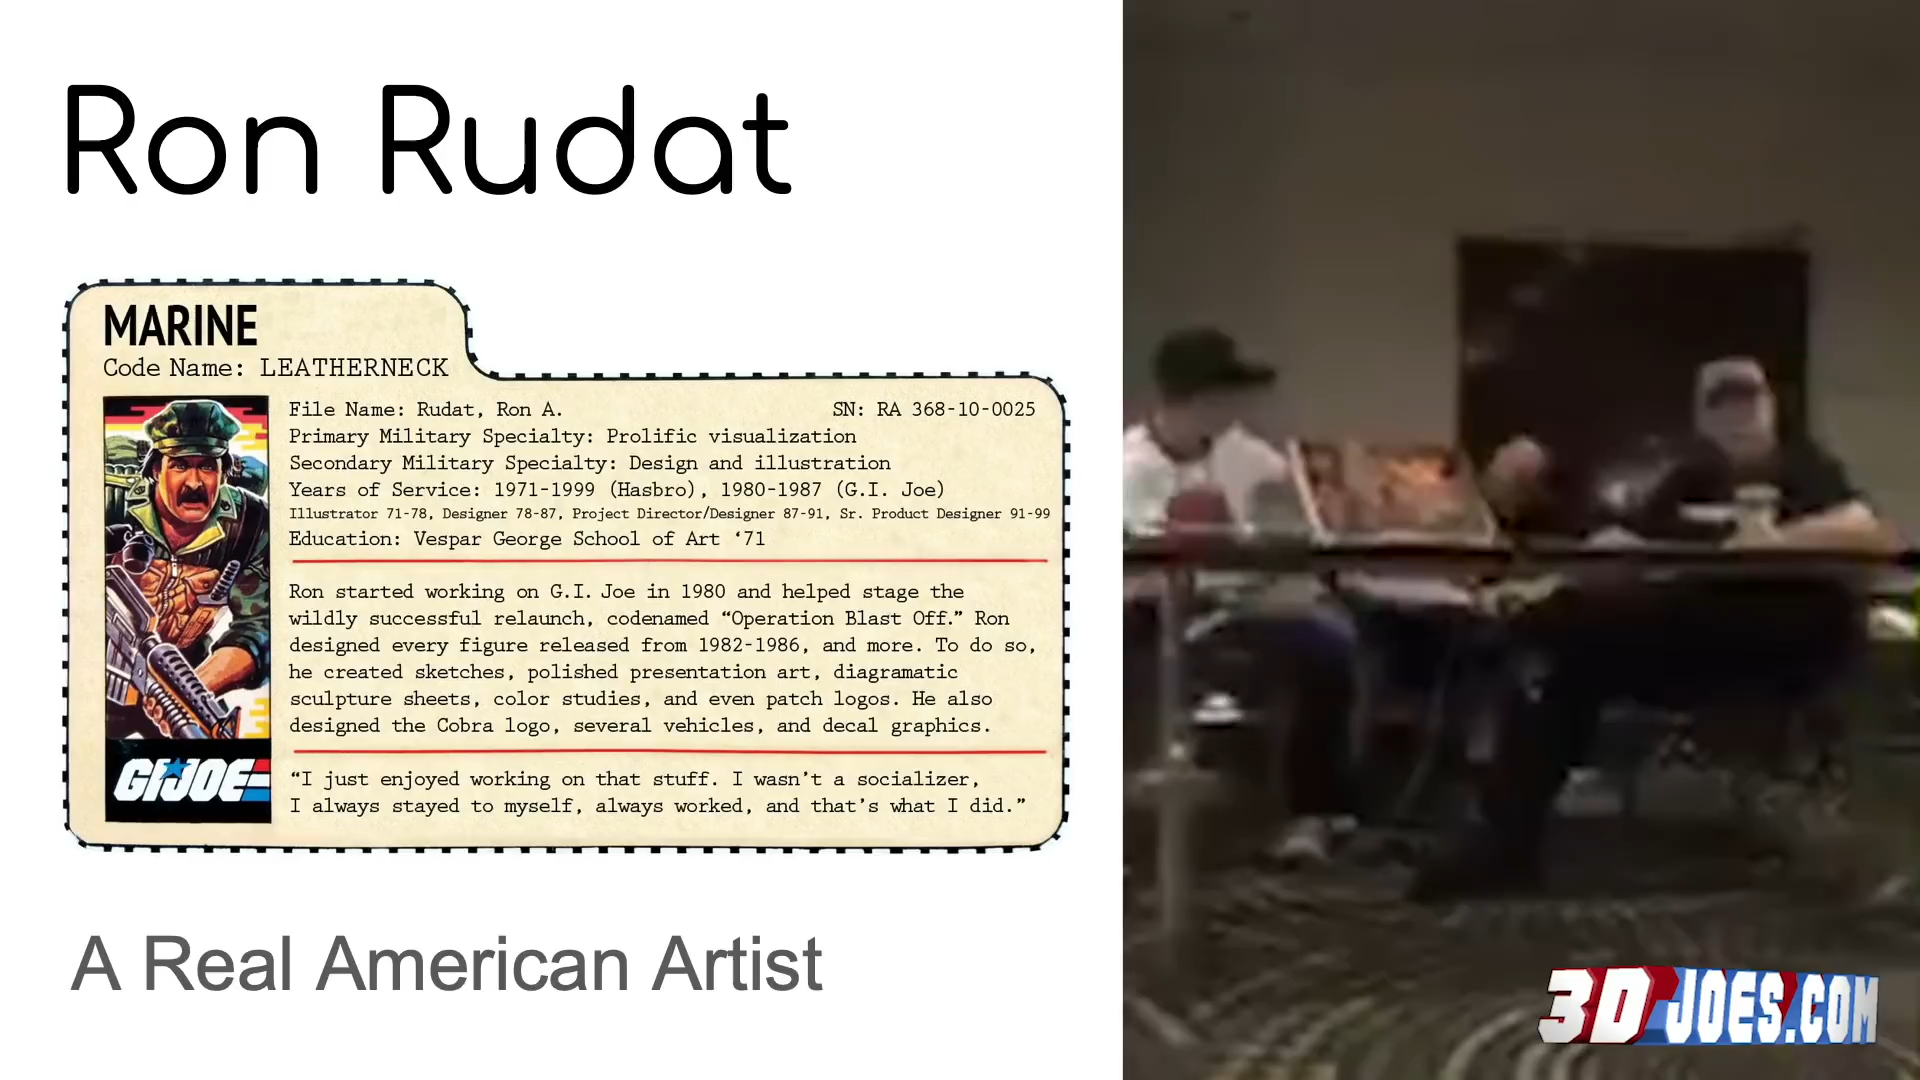 Ron Rudat
MARINE
Code Name: LEATHERNECK
File Name: Rudat, Ron A. SN: RA 368-10-0025
Primary Military Specialty: Prolific visualization
Secondary Military Specialty: Design and illustration
Years of Service: 1971-1999 (Hasbro), 1980-1987 (G.I. Joe)
Illustrator 71-78, Designer 78-87, Project Director/Designer 87-91, Sr. Product Designer 91-99
Education: Vespar George School of Art ‘71
Ron started working on G.I. Joe in 1980 and helped stage the
wildly successful relaunch, codenamed “Operation Blast Off.” Ron
designed every figure released from 1982-1986, and more. To do so,
he created sketches, polished presentation art, diagramatic
sculpture sheets, color studies, and even patch logos. He also
designed the Cobra logo, several vehicles, and decal graphics.
“I just enjoyed working on that stuff. I wasn’t a socializer,
I always stayed to myself, always worked, and that’s what I did.”
GIJOE
A Real American Artist
3DJOES.COM